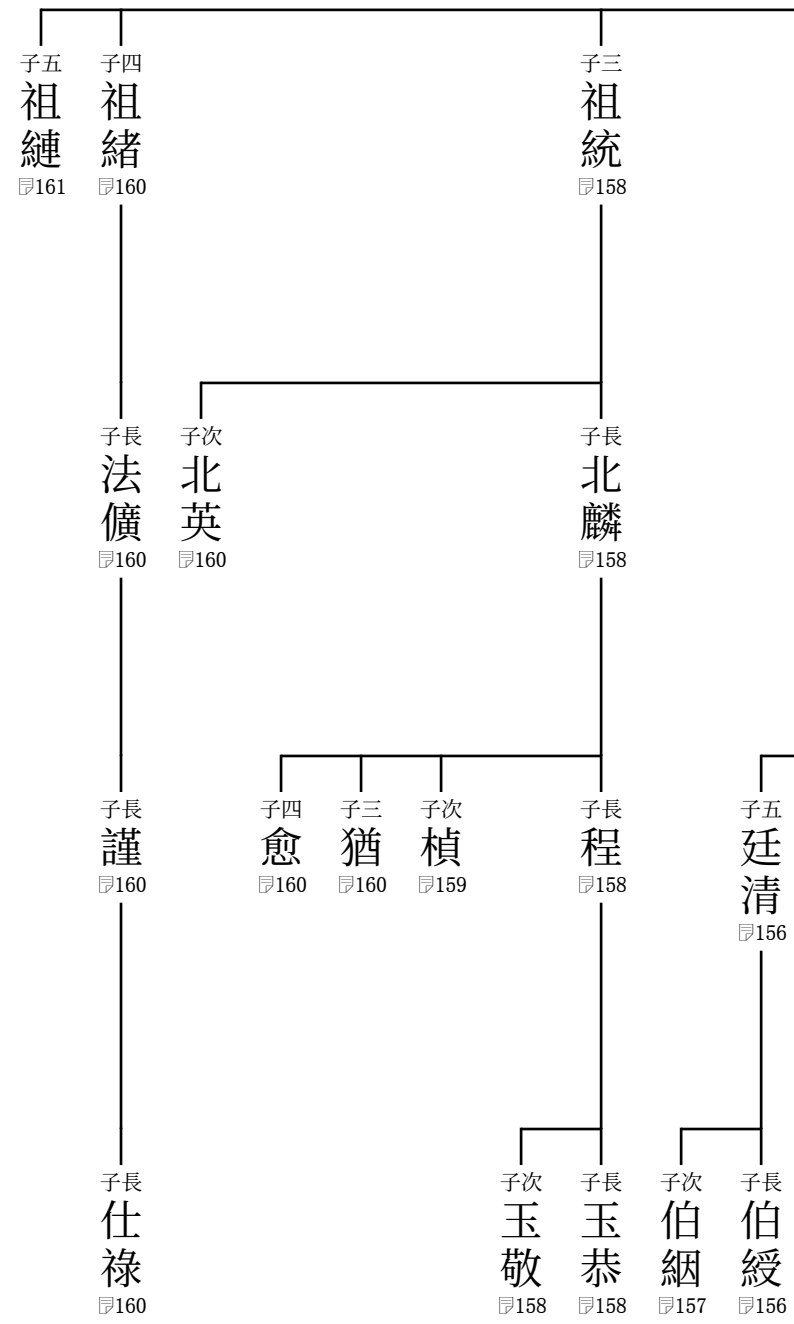 子五
祖縺
161
子四
祖緒
160
子三
祖統
158
子長
法儣
160
子次
北英
160
子長
北麟
158
子長
謹
160
子四
愈
160
子三
猶
160
子次
楨
159
子長
程
158
子五
廷清
156
子長
仕祿
160
子次
玉敬
158
子長
玉恭
158
子次
伯絪
157
子長
伯綬
156